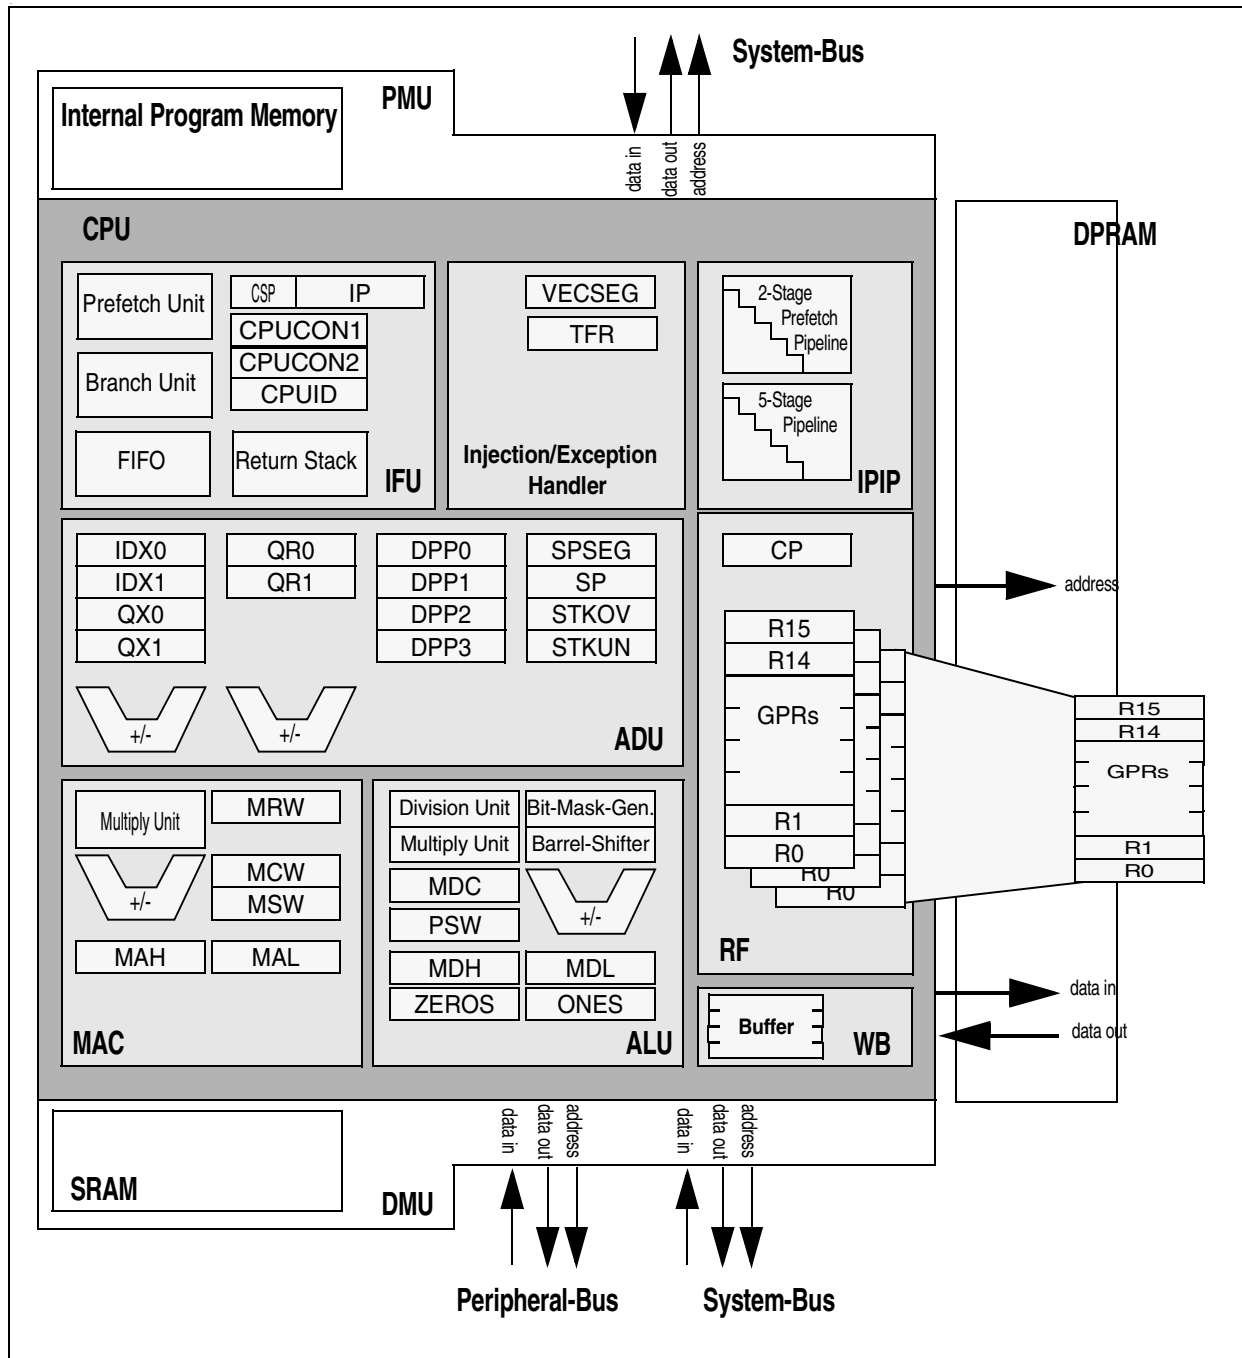 System-Bus
PMU
Internal Program Memory
data in
data out
address
CPU
DPRAM
Prefetch Unit
CSP
IP
CPUCON1
CPUCON2
CPUID
Branch Unit
FIFO
Return Stack
IFU
VECSEG
TFR
Injection/Exception
Handler
2-Stage
Prefetch
Pipeline
5-Stage
Pipeline
IPIP
IDX0
IDX1
QX0
QX1
QR0
QR1
DPP0
DPP1
DPP2
DPP3
SPSEG
SP
STKOV
STKUN
+/-
+/-
ADU
CP
R15
R14
GPRs
R1
R0
R0
R0
RF
address
R15
R14
GPRs
R1
R0
Multiply Unit
MRW
+/-
MCW
MSW
MAH
MAL
MAC
Division Unit
Bit-Mask-Gen.
Multiply Unit
Barrel-Shifter
MDC
PSW
+/-
MDH
MDL
ZEROS
ONES
ALU
Buffer
WB
data in
data out
SRAM
DMU
data in
data out
address
data in
data out
address
Peripheral-Bus
System-Bus